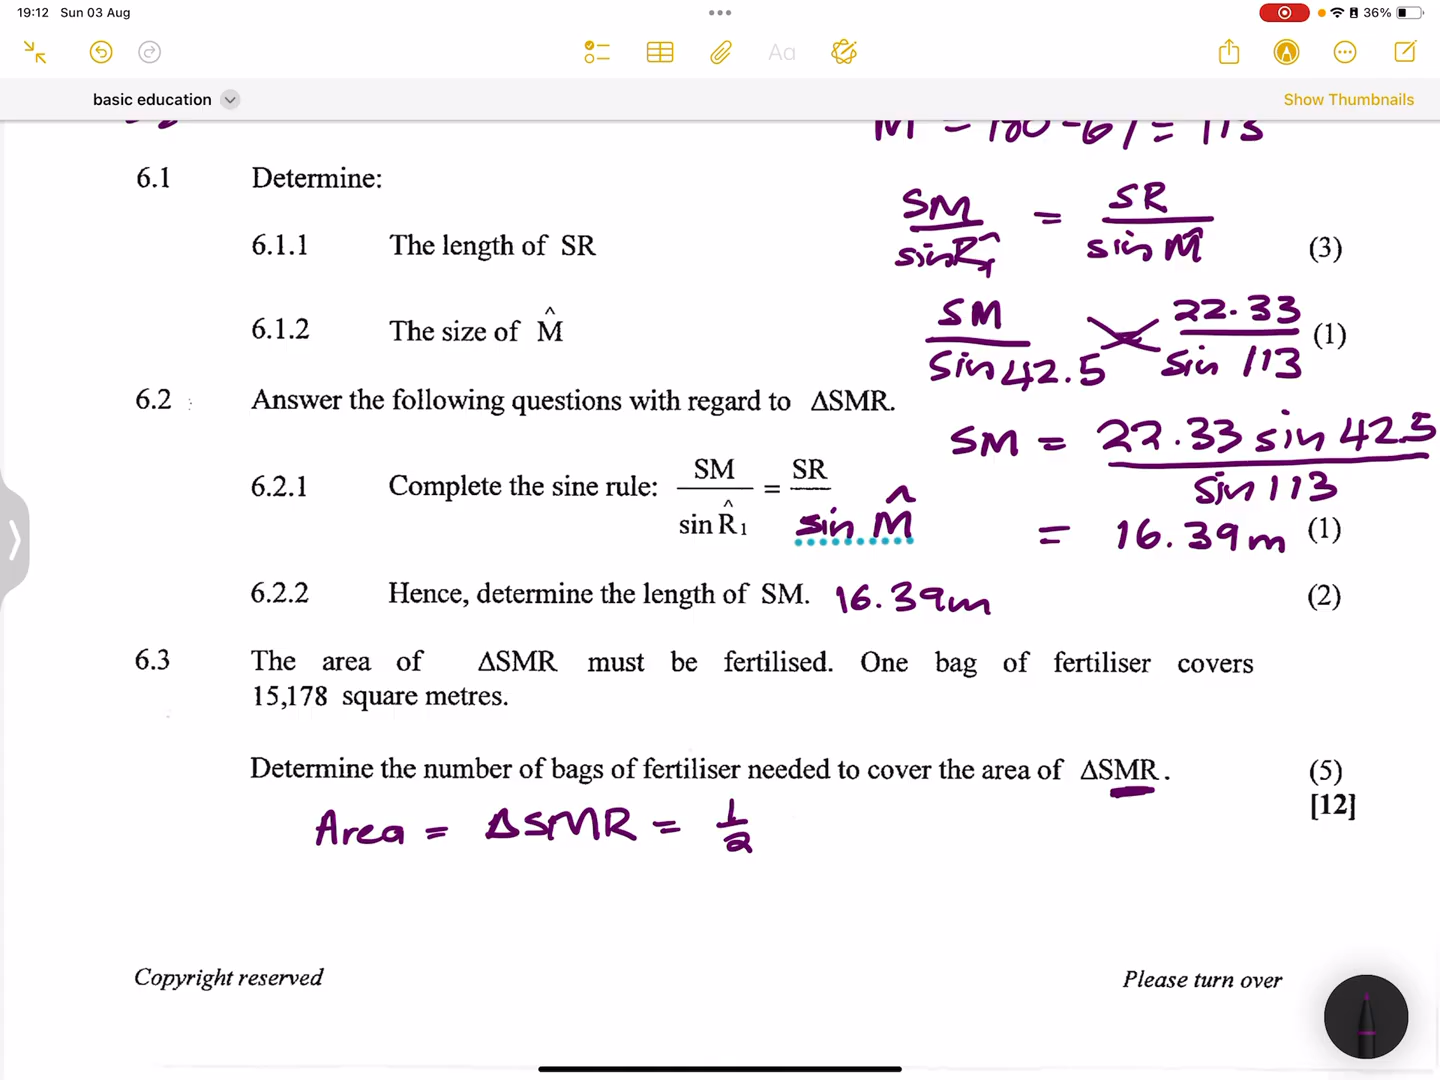 19:12 Sun 03 Aug
36%
Aa
basic education
Show Thumbnails
M = 180 - 67 = 113
6.1 Determine:
SM/sin R̂₁ = SR/sin M̂
6.1.1 The length of SR (3)
6.1.2 The size of M̂ (1)
SM/sin 42.5 22.33/sin 113
6.2 Answer the following questions with regard to ΔSMR.
SM = 22.33 sin 42.5/sin 113
6.2.1 Complete the sine rule: SM/sin R̂₁ = SR/sin M̂ (1)
= 16.39m
6.2.2 Hence, determine the length of SM. 16.39m (2)
6.3 The area of ΔSMR must be fertilised. One bag of fertiliser covers
15,178 square metres.
Determine the number of bags of fertiliser needed to cover the area of ΔSMR. (5)
[12]
Area = ΔSMR = 1/2
Copyright reserved Please turn over